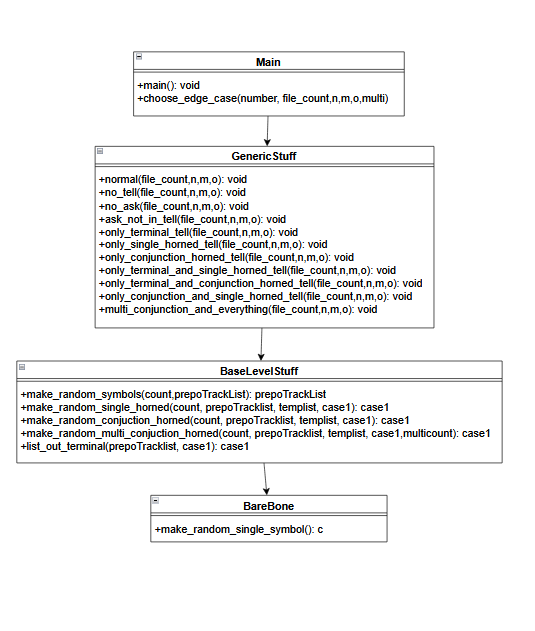 Main
+main(): void
+choose_edge_case(number, file_count,n,m,o,multi)
GenericStuff
+normal(file_count,n,m,o): void
+no_tell(file_count,n,m,o): void
+no_ask(file_count,n,m,o): void
+ask_not_in_tell(file_count,n,m,o): void
+only_terminal_tell(file_count,n,m,o): void
+only_single_horned_tell(file_count,n,m,o): void
+only_conjunction_horned_tell(file_count,n,m,o): void
+only_terminal_and_single_horned_tell(file_count,n,m,o): void
+only_terminal_and_conjunction_horned_tell(file_count,n,m,o): void
+only_conjunction_and_single_horned_tell(file_count,n,m,o): void
+multi_conjunction_and_everything(file_count,n,m,o): void
BaseLevelStuff
+make_random_symbols(count,prepoTrackList): prepoTrackList
+make_random_single_horned(count, prepoTracklist, templist, case1): case1
+make_random_conjuction_horned(count, prepoTracklist, templist, case1): case1
+make_random_multi_conjuction_horned(count, prepoTracklist, templist, case1,multicount): case1
+list_out_terminal(prepoTracklist, case1): case1
BareBone
+make_random_single_symbol(): c